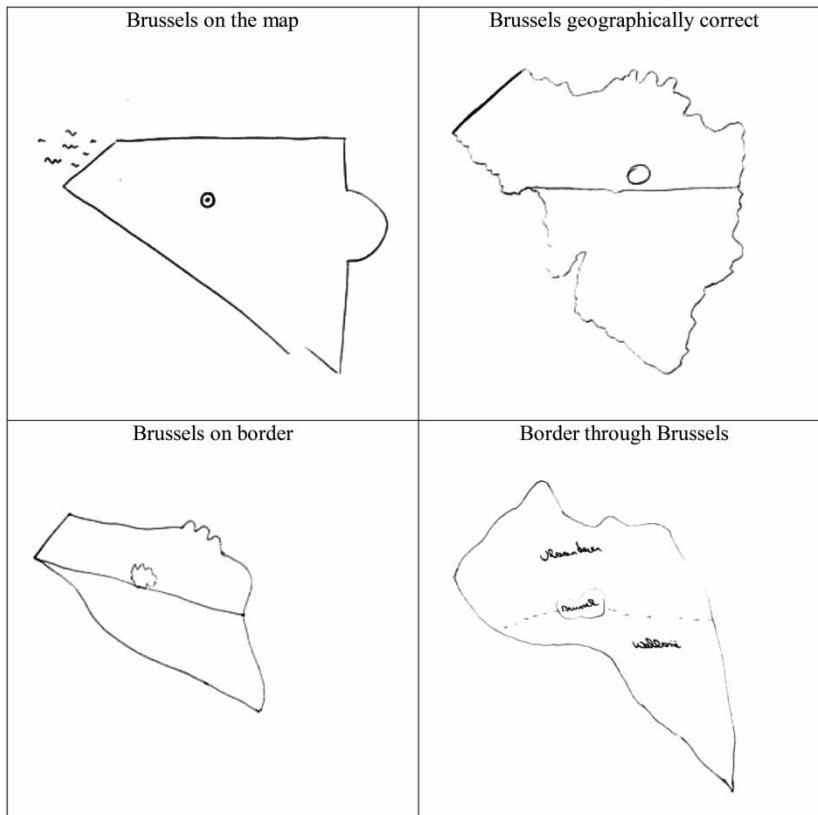 Brussels on the map
Brussels geographically correct
Brussels on border
Border through Brussels
Vlaanderen
Brussel
Wallonië